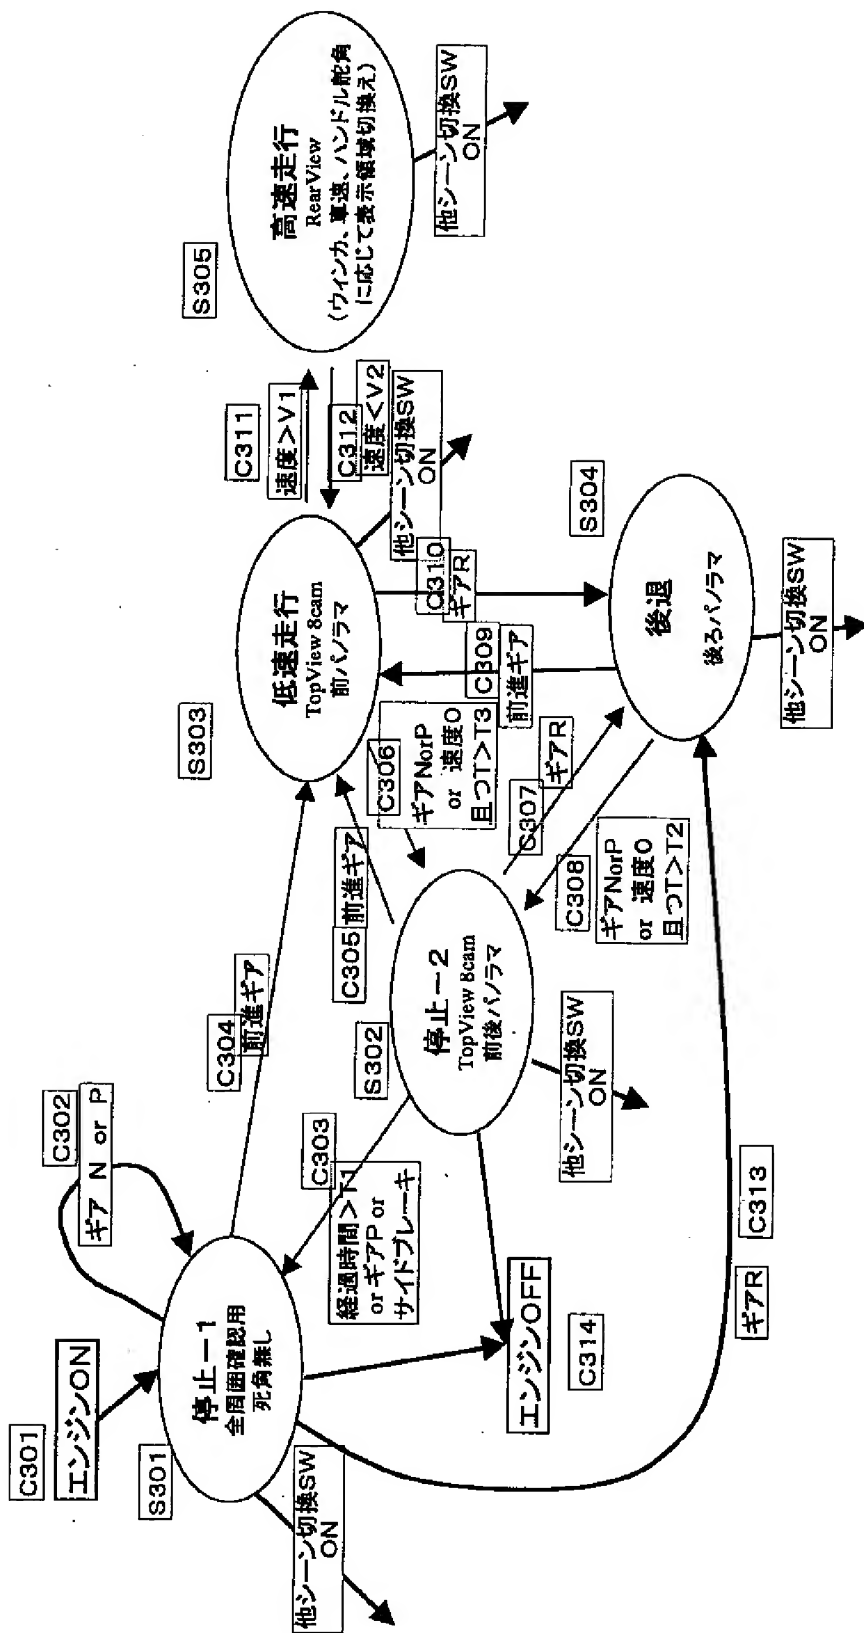 C301
エンジンON
S301
停止－1
全周囲確認用
死角無し
他シーン切換SW
ON
C302
ギア N or P
C304
前進ギア
C303
経過時間＞T1
or ギアP or
サイドブレーキ
エンジンOFF
C314
C313
ギアR
S302
停止－2
TopView 8cam
前後パノラマ
他シーン切換SW
ON
C305
前進ギア
C306
ギアNorP
or 速度0
且つT>T3
C307
ギアR
C308
ギアNorP
or 速度0
且つT>T2
S303
低速走行
TopView 8cam
前パノラマ
他シーン切換SW
ON
C309
前進ギア
C310
ギアR
S304
後退
後ろパノラマ
他シーン切換SW
ON
C311
速度＞V1
C312
速度＜V2
S305
高速走行
RearView
（ウィンカ、車速、ハンドル舵角
に応じて表示領域切換え）
他シーン切換SW
ON